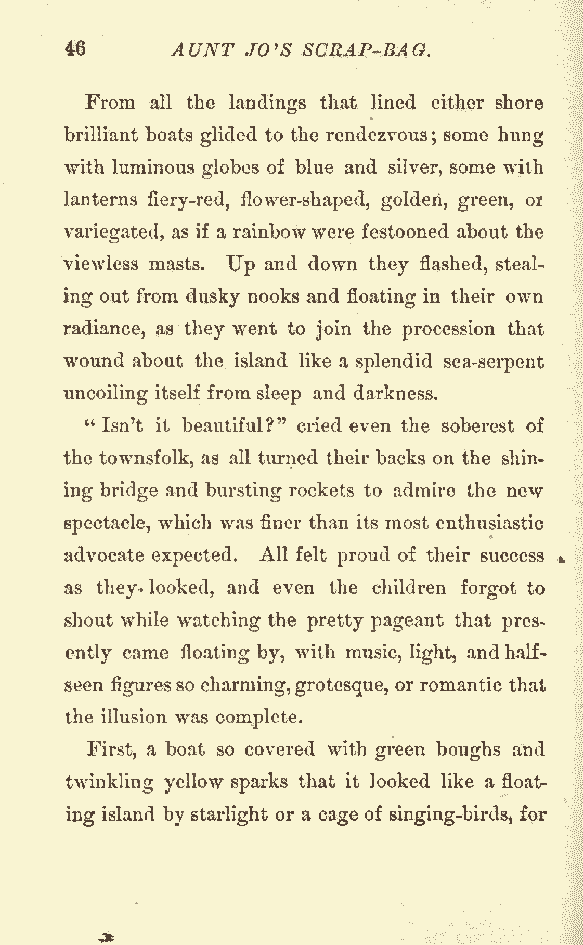 46 AUNT JO'S SCRAP-BAG.
From all the landings that lined either shore
brilliant boats glided to the rendezvous; some hung
with luminous globes of blue and silver, some with
lanterns fiery-red, flower-shaped, golden, green, or
variegated, as if a rainbow were festooned about the
viewless masts. Up and down they flashed, steal-
ing out from dusky nooks and floating in their own
radiance, as they went to join the procession that
wound about the island like a splendid sea-serpent
uncoiling itself from sleep and darkness.
"Isn't it beautiful?" cried even the soberest of
the townsfolk, as all turned their backs on the shin-
ing bridge and bursting rockets to admire the new
spectacle, which was finer than its most enthusiastic
advocate expected. All felt proud of their success
as they looked, and even the children forgot to
shout while watching the pretty pageant that pres-
ently came floating by, with music, light, and half-
seen figures so charming, grotesque, or romantic that
the illusion was complete.
First, a boat so covered with green boughs and
twinkling yellow sparks that it looked like a float-
ing island by starlight or a cage of singing-birds, for